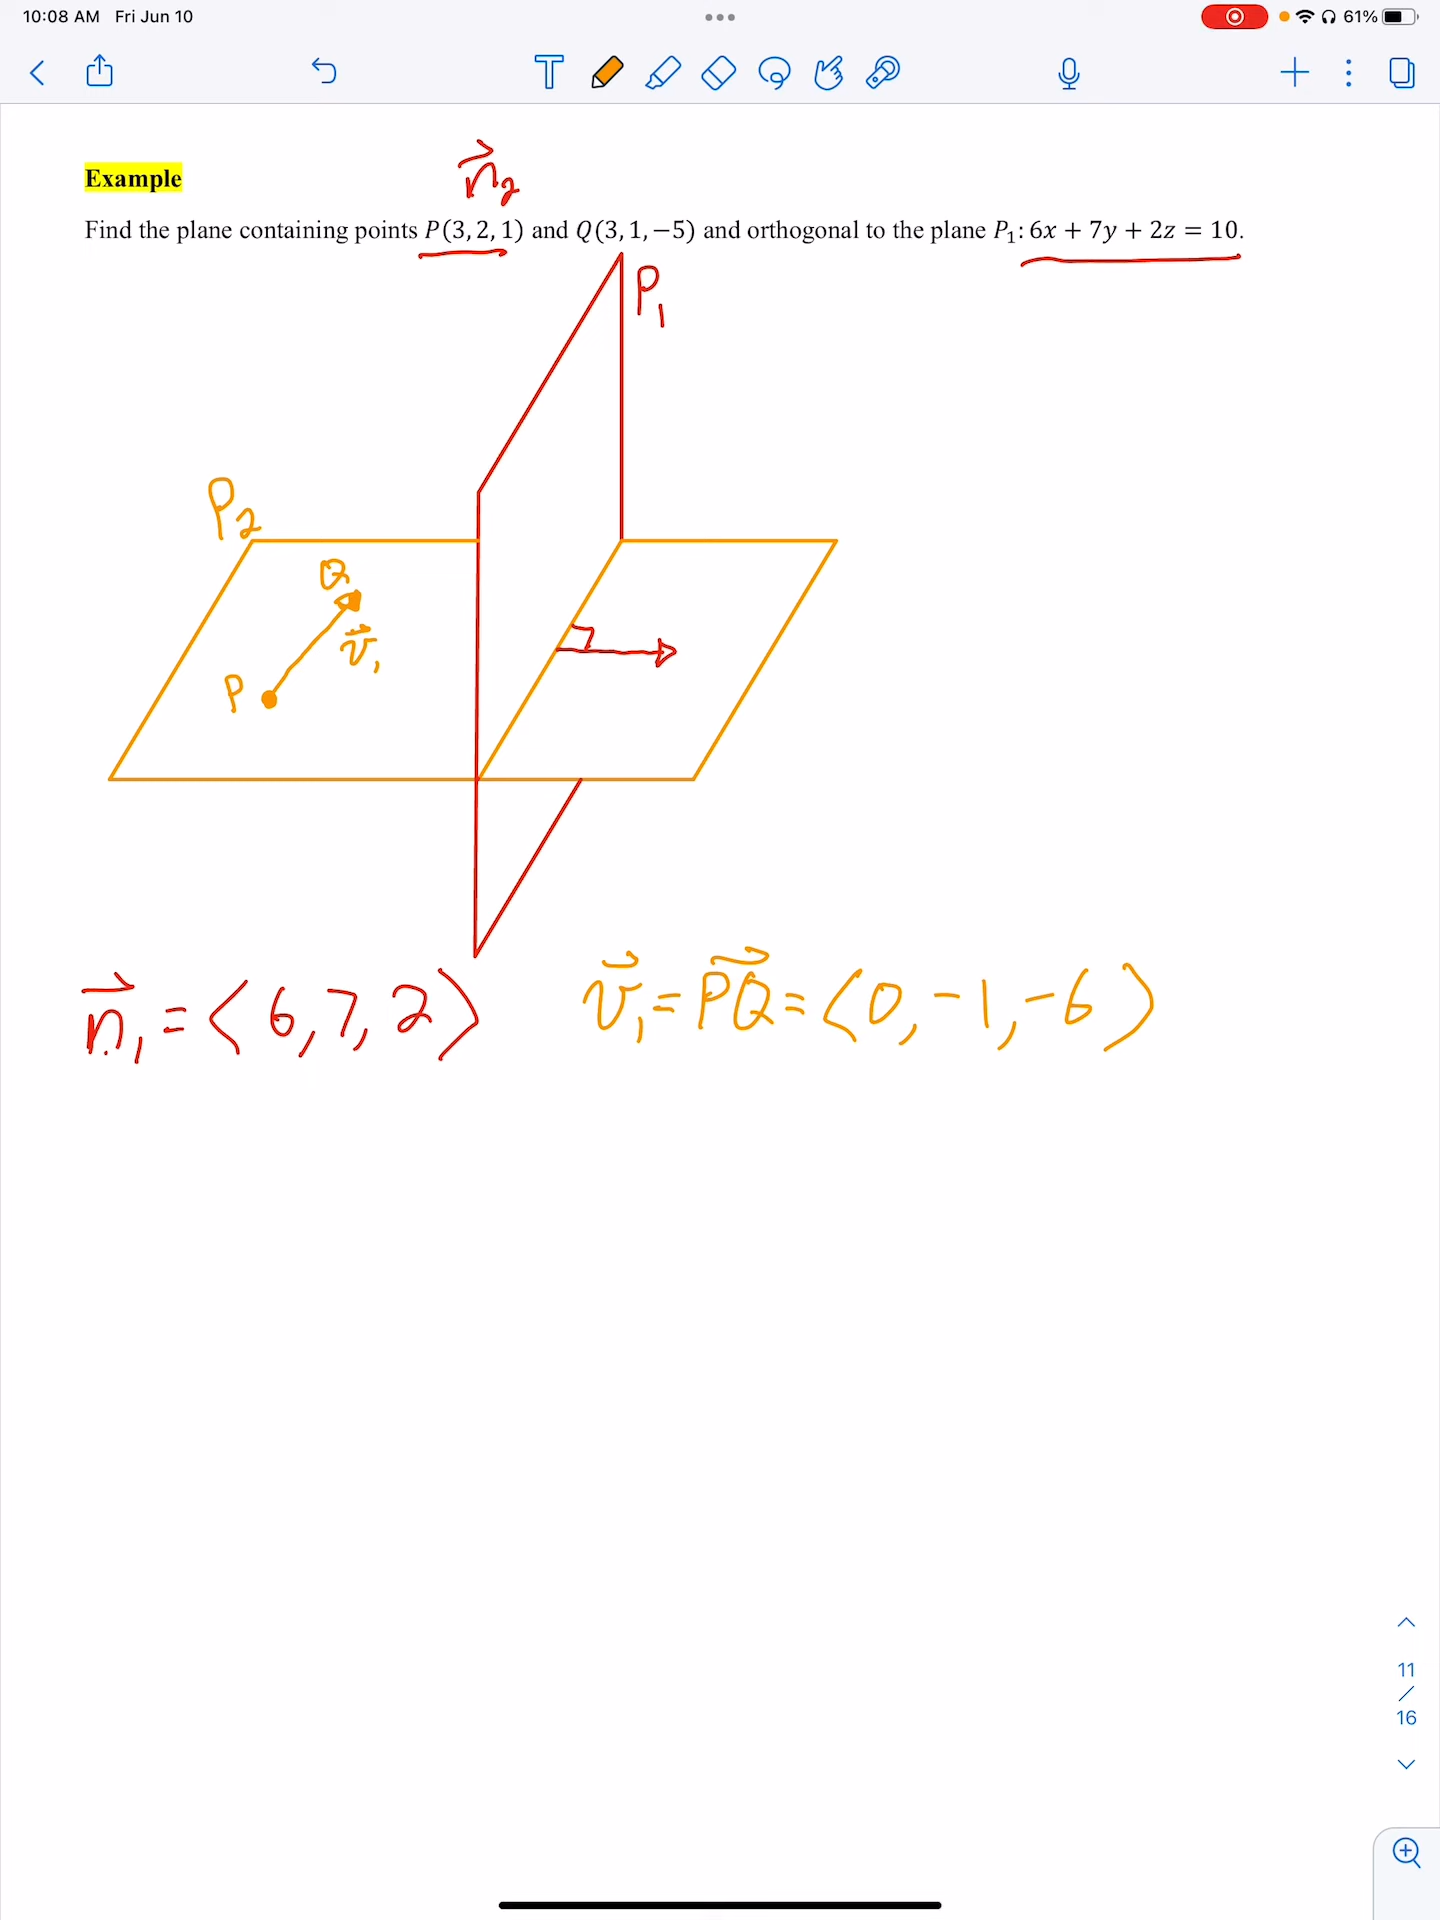 10:08 AM Fri Jun 10
61%
n⃗₂
Example
Find the plane containing points P(3, 2, 1) and Q(3, 1, −5) and orthogonal to the plane P₁: 6x + 7y + 2z = 10.
P₁
P₂
Q
v⃗₁
P
n⃗₁ = ⟨6, 7, 2⟩ v⃗₁ = P⃗Q⃗ = ⟨0, −1, −6⟩
11
/
16